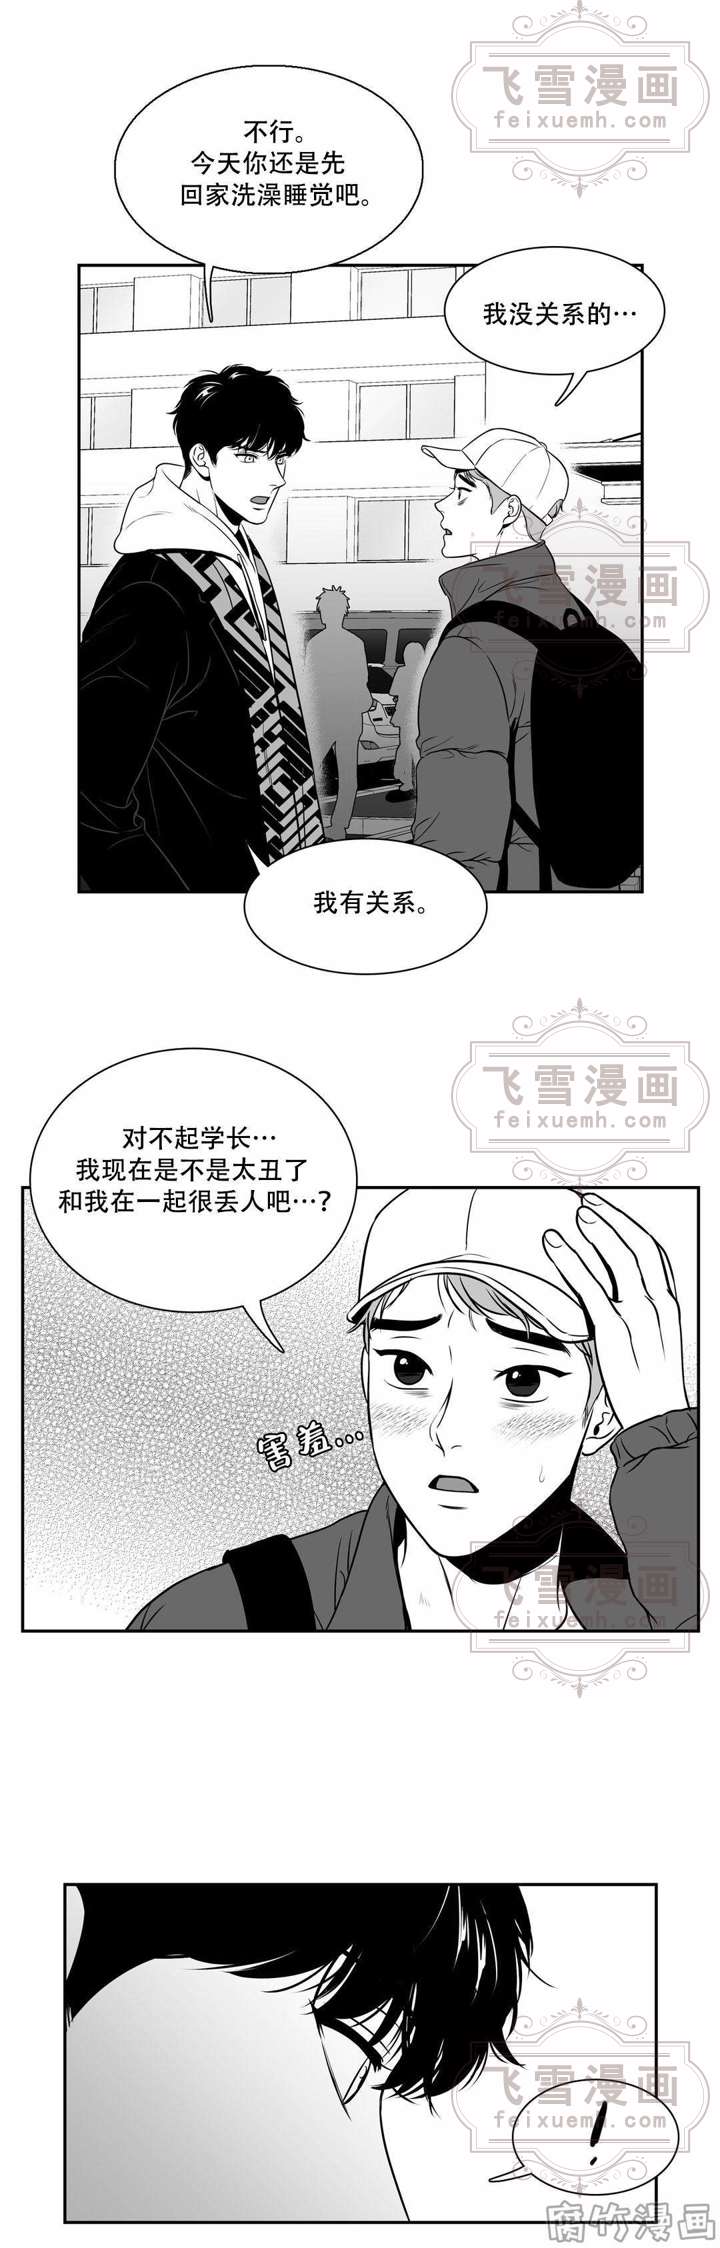 飞雪漫画
feixuemh.com
不行。
今天你还是先
回家洗澡睡觉吧。
我没关系的…
飞雪漫画
feixuemh.com
我有关系。
飞雪漫画
feixuemh.com
对不起学长…
我现在是不是太丑了
和我在一起很丢人吧…?
害羞...
飞雪漫画
feixuemh.com
飞雪漫画
feixuemh.com
!
腐竹漫画